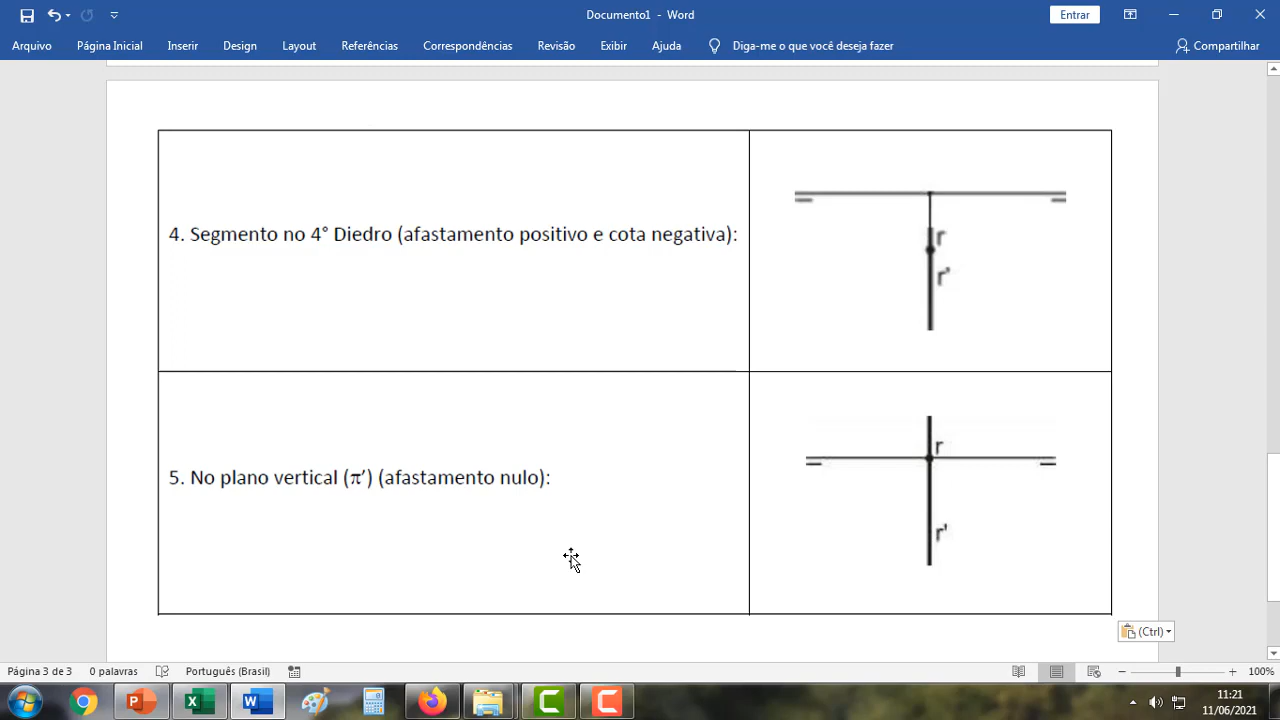 Documento1 - Word
Entrar
Arquivo Página Inicial Inserir Design Layout Referências Correspondências Revisão Exibir Ajuda Diga-me o que você deseja fazer Compartilhar
4. Segmento no 4° Diedro (afastamento positivo e cota negativa):
r
r'
5. No plano vertical (π') (afastamento nulo):
r
r'
(Ctrl)
Página 3 de 3 0 palavras Português (Brasil) 100%
11:21
11/06/2021